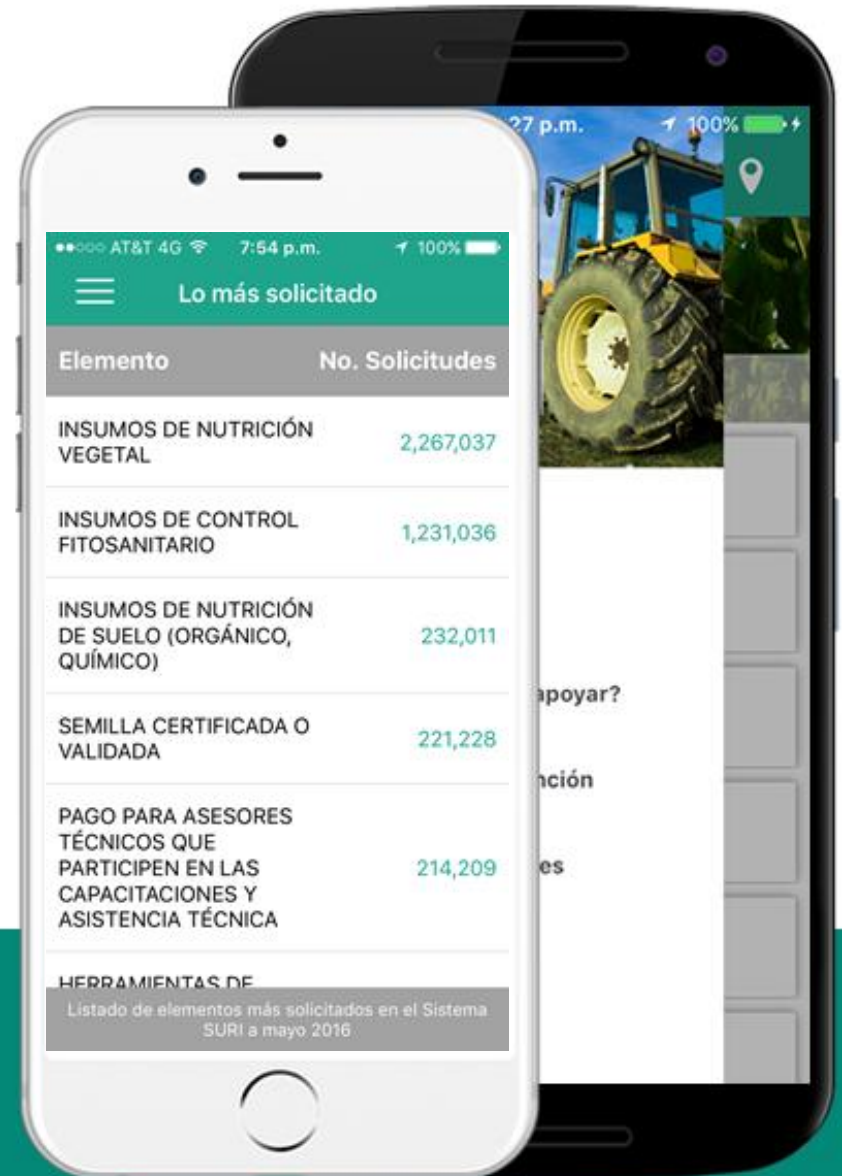 AT&T 4G 7:54 p.m. 100%
Lo más solicitado
Elemento No. Solicitudes
INSUMOS DE NUTRICIÓN
VEGETAL
2,267,037
INSUMOS DE CONTROL
FITOSANITARIO
1,231,036
INSUMOS DE NUTRICIÓN
DE SUELO (ORGÁNICO,
QUÍMICO)
232,011
SEMILLA CERTIFICADA O
VALIDADA
221,228
PAGO PARA ASESORES
TÉCNICOS QUE
PARTICIPEN EN LAS
CAPACITACIONES Y
ASISTENCIA TÉCNICA
214,209
HERRAMIENTAS DE
Listado de elementos más solicitados en el Sistema
SURI a mayo 2016
27 p.m. 100%
apoyar?
nción
es